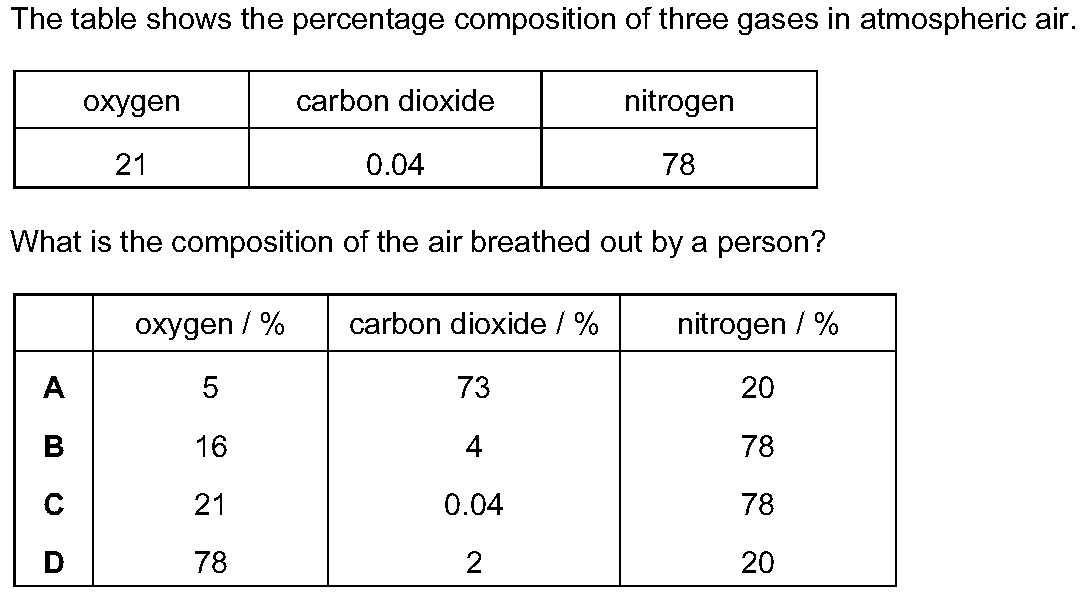 The table shows the percentage composition of three gases in atmospheric air.
oxygen carbon dioxide nitrogen
21 0.04 78
What is the composition of the air breathed out by a person?
oxygen / % carbon dioxide / % nitrogen / %
A 5 73 20
B 16 4 78
C 21 0.04 78
D 78 2 20